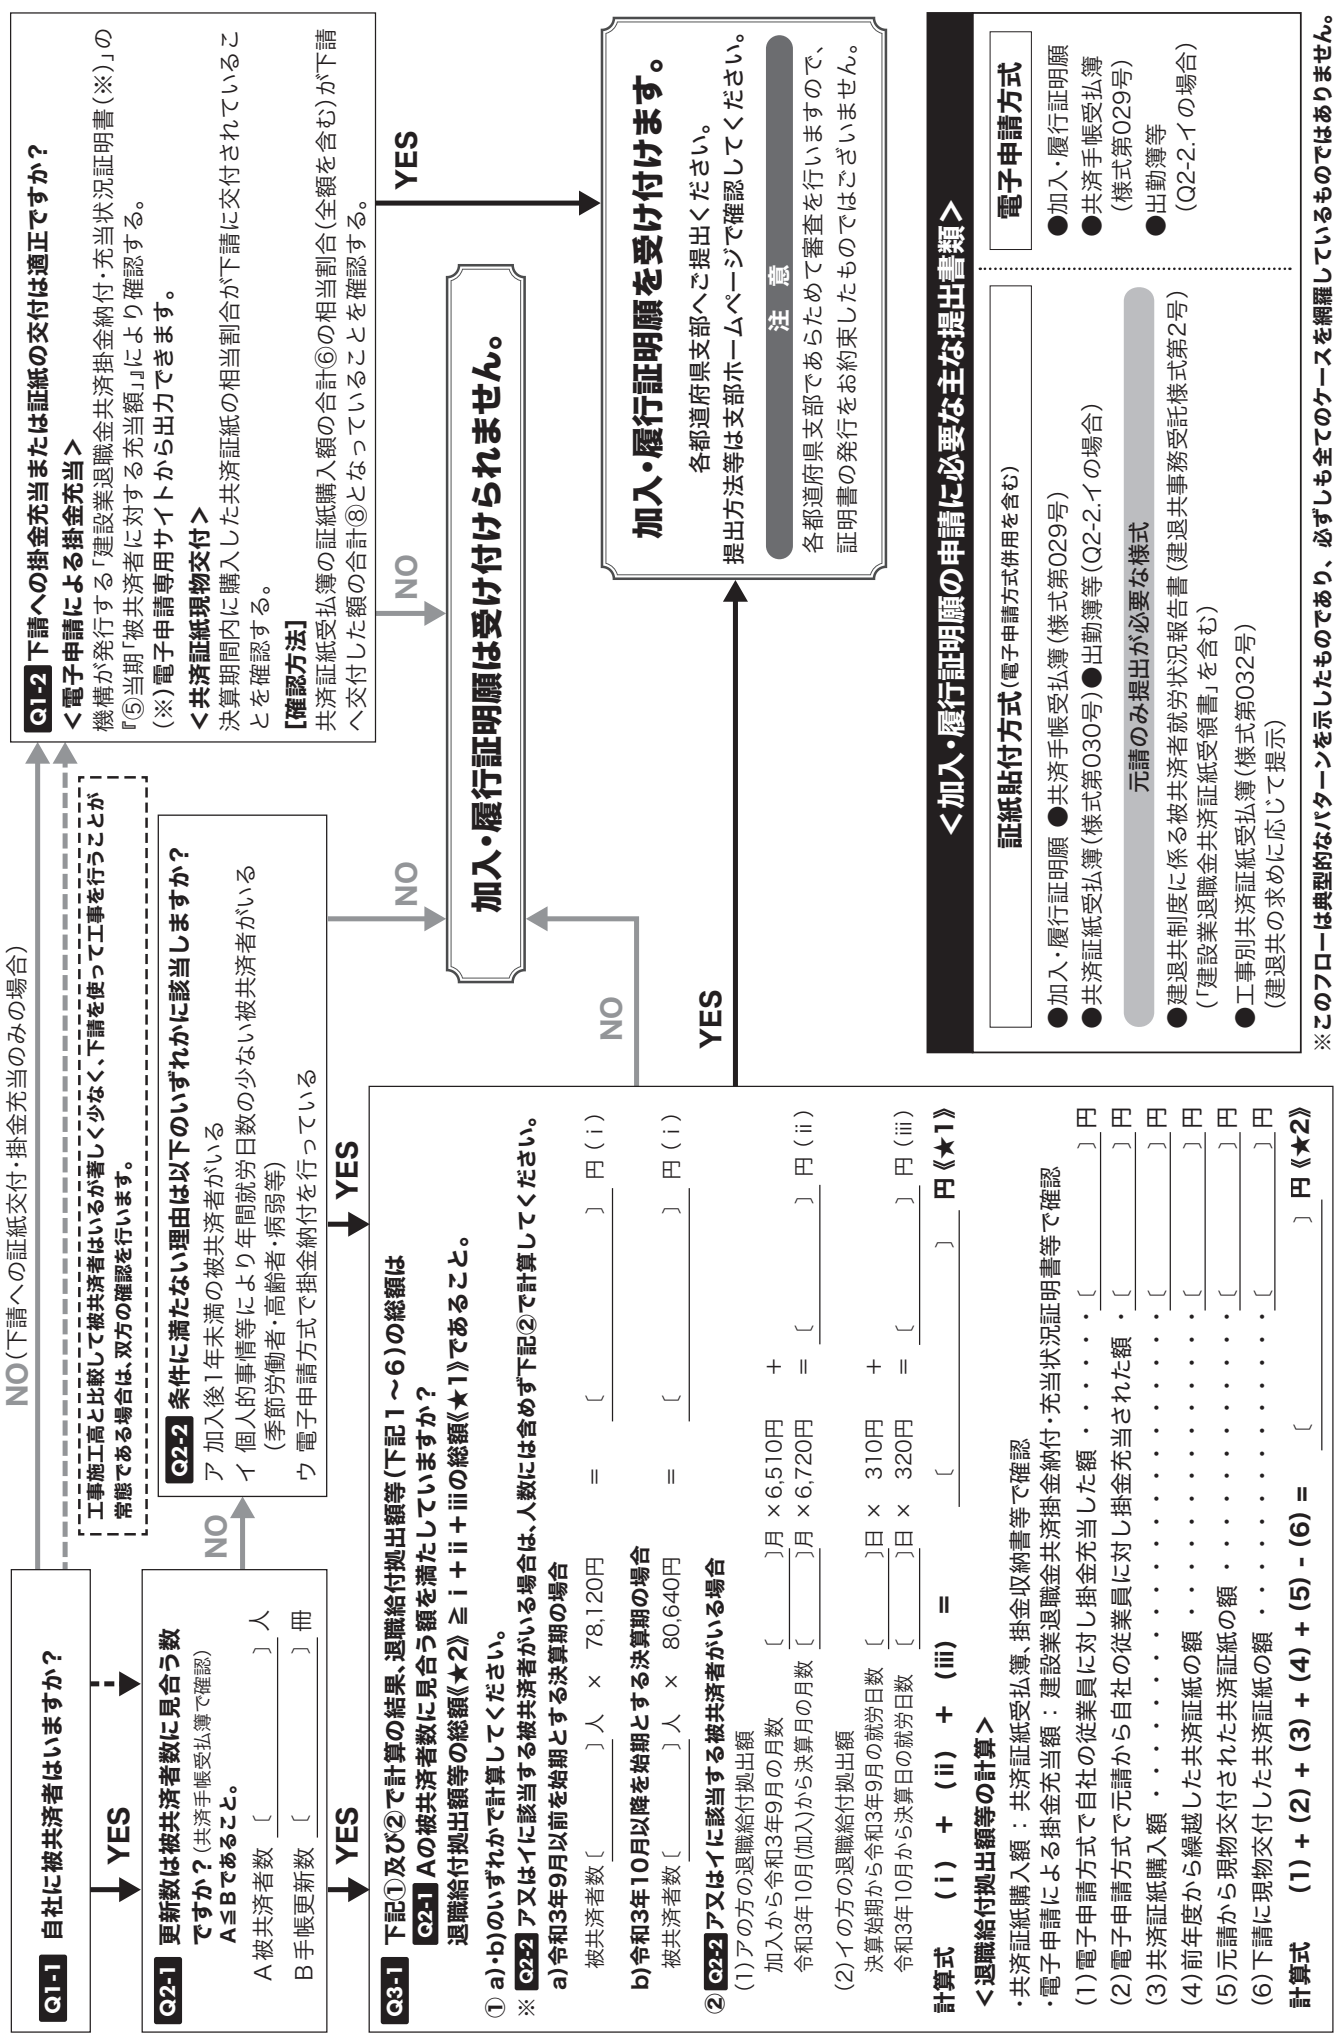 Q1-1 自社に被共済者はいますか？
YES
NO(下請への証紙交付・掛金充当のみの場合)
工事施工高と比較して被共済者はいるが著しく少なく、下請を使って工事を行うことが
常態である場合は、双方の確認を行います。
Q1-2 下請への掛金充当または証紙の交付は適正ですか？
＜電子申請による掛金充当＞
機構が発行する「建設業退職金共済掛金納付・充当状況証明書(※)」の
『⑤当期「被共済者に対する充当額」』により確認する。
(※)電子申請専用サイトから出力できます。
＜共済証紙現物交付＞
決算期間内に購入した共済証紙の相当割合が下請に交付されているこ
とを確認する。
[確認方法]
共済証紙受払簿の証紙購入額の合計⑥の相当割合(全額を含む)が下請
へ交付した額の合計⑧となっていることを確認する。
NO
YES
Q2-1 更新数は被共済者数に見合う数
ですか？(共済手帳受払簿で確認)
A≦Bであること。
A 被共済者数〔 〕人
B 手帳更新数〔 〕冊
NO
YES
Q2-2 条件に満たない理由は以下のいずれかに該当しますか？
ア 加入後1年未満の被共済者がいる
イ 個人的事情等により年間就労日数の少ない被共済者がいる
(季節労働者・高齢者・病弱等)
ウ 電子申請方式で掛金納付を行っている
NO
YES
加入・履行証明願は受け付けられません。
加入・履行証明願を受け付けます。
各都道府県支部へご提出ください。
提出方法等は支部ホームページで確認してください。
注 意
各都道府県支部であらためて審査を行いますので、
証明書の発行をお約束したものではございません。
Q3-1 下記①及び②で計算の結果、退職給付拠出額等(下記1～6)の総額は
Q2-1 Aの被共済者数に見合う額を満たしていますか？
退職給付拠出額等の総額《★2》≧ⅰ+ⅱ+ⅲの総額《★1》であること。
① a)・b)のいずれかで計算してください。
※ Q2-2 ア又はイに該当する被共済者がいる場合は、人数には含めず下記②で計算してください。
a)令和3年9月以前を始期とする決算期の場合
被共済者数〔 〕人 × 78,120円 = 〔 〕円(ⅰ)
b)令和3年10月以降を始期とする決算期の場合
被共済者数〔 〕人 × 80,640円 = 〔 〕円(ⅰ)
② Q2-2 ア又はイに該当する被共済者がいる場合
(1)アの方の退職給付拠出額
加入から令和3年9月の月数 〔 〕月 ×6,510円 +
令和3年10月(加入)から決算月の月数〔 〕月 ×6,720円 = 〔 〕円(ⅱ)
(2)イの方の退職給付拠出額
決算始期から令和3年9月の就労日数 〔 〕日 × 310円 +
令和3年10月から決算日の就労日数 〔 〕日 × 320円 = 〔 〕円(ⅲ)
計算式 (ⅰ) + (ⅱ) + (ⅲ) = 〔 〕円《★1》
＜退職給付拠出額等の計算＞
・共済証紙購入額：共済証紙受払簿、掛金収納書等で確認
・電子申請による掛金充当額：建設業退職金共済掛金納付・充当状況証明書等で確認
(1)電子申請方式で自社の従業員に対し掛金充当した額・・・・・〔 〕円
(2)電子申請方式で元請から自社の従業員に対し掛金充当された額・〔 〕円
(3)共済証紙購入額・・・・・・・・・・・・・・・・〔 〕円
(4)前年度から繰越した共済証紙の額・・・・・・・・・・〔 〕円
(5)元請から現物交付された共済証紙の額・・・・・・・・〔 〕円
(6)下請に現物交付した共済証紙の額・・・・・・・・・・〔 〕円
計算式 (1)+(2)+(3)+(4)+(5)-(6)= 〔 〕円《★2》
NO
YES
＜加入・履行証明願の申請に必要な主な提出書類＞
証紙貼付方式(電子申請方式併用を含む)
●加入・履行証明願 ●共済手帳受払簿(様式第029号)
●共済証紙受払簿(様式第030号)●出勤簿等(Q2-2.イの場合)
元請のみ提出が必要な様式
●建退共制度に係る被共済者就労状況報告書(建退共事務受託様式第2号)
(「建設業退職金共済証紙受領書」を含む)
●工事別共済証紙受払簿(様式第032号)
(建退共の求めに応じて提示)
電子申請方式
●加入・履行証明願
●共済手帳受払簿
(様式第029号)
●出勤簿等
(Q2-2.イの場合)
※このフローは典型的なパターンを示したものであり、必ずしも全てのケースを網羅しているものではありません。